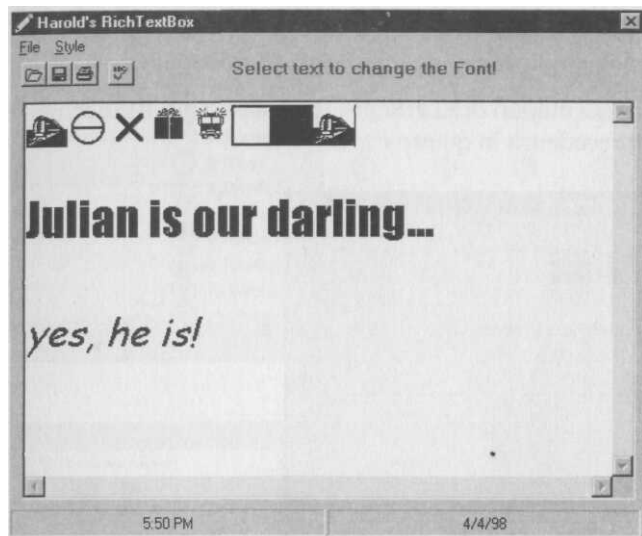 Harold's RichTextBox
File Style
ABC
Select text to change the Font!
Julian is our darling...
yes, he is!
5:50 PM 4/4/98